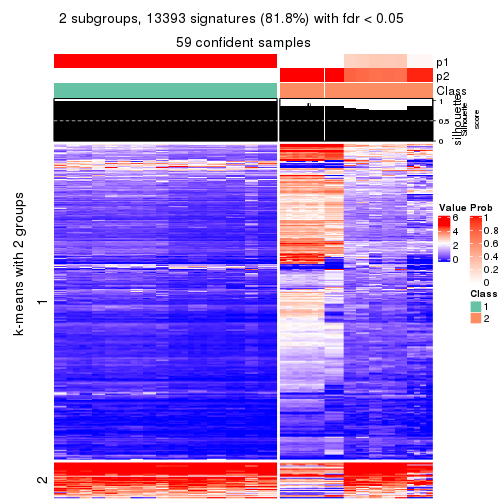 2 subgroups, 13393 signatures (81.8%) with fdr < 0.05
59 confident samples
p1
p2
Class
1
0.5
0
silhouette
Silhouette
score
k-means with 2 groups
1
2
Value
6
4
2
0
Prob
1
0.8
0.6
0.4
0.2
0
Class
1
2